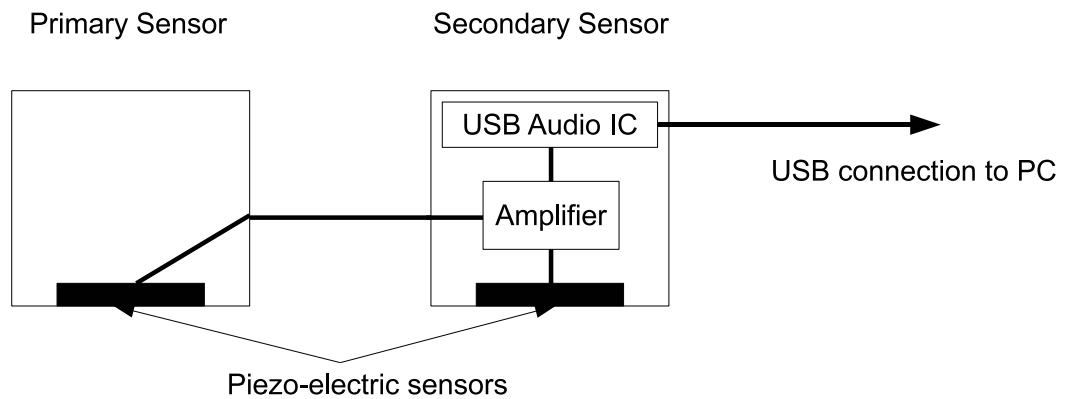 Primary Sensor
Secondary Sensor
USB Audio IC
USB connection to PC
Amplifier
Piezo-electric sensors